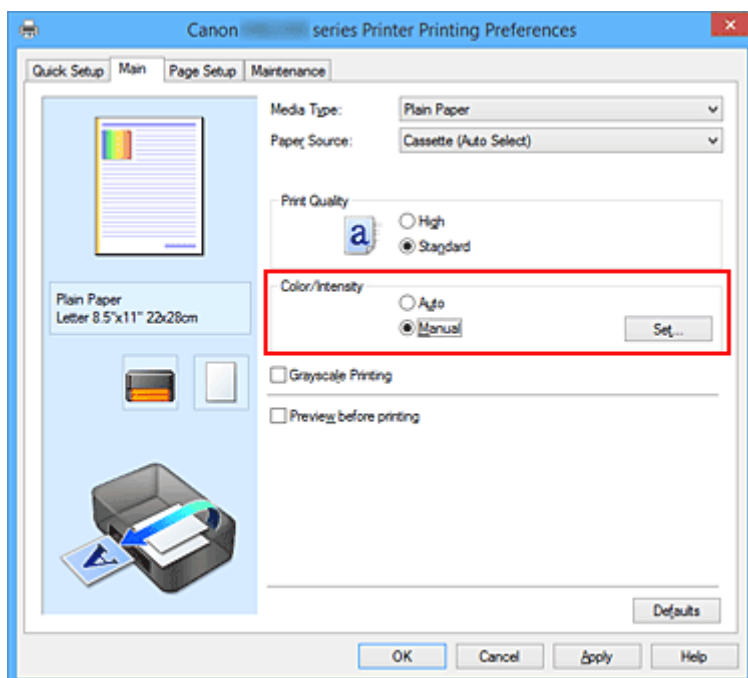 Canon series Printer Printing Preferences
Quick Setup Main Page Setup Maintenance
Media Type: Plain Paper
Paper Source: Cassette (Auto Select)
Print Quality
High
a
Standard
Color/Intensity
Auto
Manual Set...
Plain Paper
Letter 8.5"x11" 22x28cm
Grayscale Printing
Preview before printing
A
Defaults
OK Cancel Apply Help